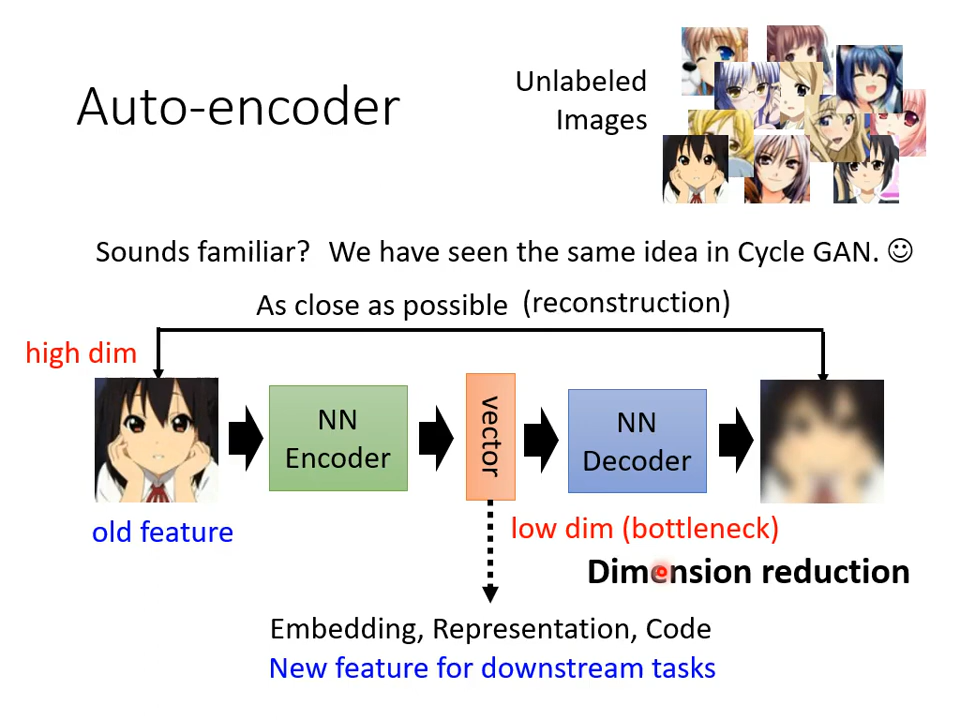 Auto-encoder
Unlabeled
Images
Sounds familiar? We have seen the same idea in Cycle GAN. ☺
As close as possible (reconstruction)
high dim
NN
Encoder
vector
NN
Decoder
old feature
low dim (bottleneck)
Dimension reduction
Embedding, Representation, Code
New feature for downstream tasks